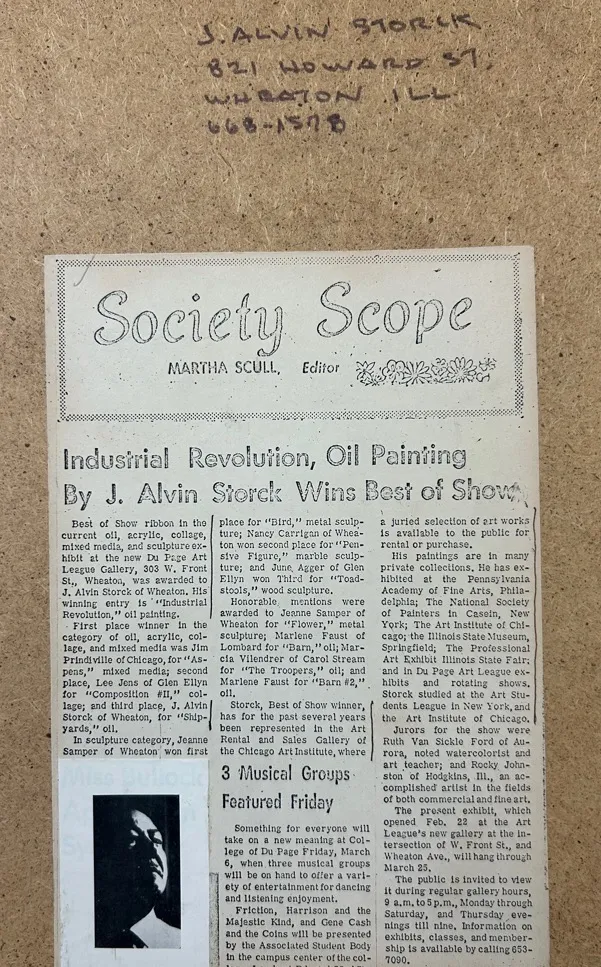 J. ALVIN STORCK
821 HOWARD ST.
WHEATON ILL
668-1578
Society Scope
MARTHA SCULL, Editor
Industrial Revolution, Oil Painting
By J. Alvin Storck Wins Best of Show
Best of Show ribbon in the
current oil, acrylic, collage,
mixed media, and sculpture ex-
hibit at the new Du Page Art
League Gallery, 303 W. Front
St., Wheaton, was awarded to
J. Alvin Storck of Wheaton. His
winning entry is "Industrial
Revolution," oil painting.
First place winner in the
category of oil, acrylic, col-
lage, and mixed media was Jim
Prindiville of Chicago, for "As-
pens," mixed media; second
place, Lee Jens of Glen Ellyn
for "Composition #II," col-
lage; and third place, J. Alvin
Storck of Wheaton, for "Ship-
yards," oil.
In sculpture category, Jeanne
Samper of Wheaton won first
place for "Bird," metal sculp-
ture; Nancy Carrigan of Whea-
ton won second place for "Pen-
sive Figure," marble sculp-
ture; and June Agger of Glen
Ellyn won Third for "Toad-
stools," wood sculpture.
Honorable mentions were
awarded to Jeanne Samper of
Wheaton for "Flower," metal
sculpture; Marlene Faust of
Lombard for "Barn," oil; Mar-
cia Vilendrer of Carol Stream
for "The Troopers," oil; and
Marlene Faust for "Barn #2,"
oil.
Storck, Best of Show winner,
has for the past several years
been represented in the Art
Rental and Sales Gallery of
the Chicago Art Institute, where
a juried selection of art works
is available to the public for
rental or purchase.
His paintings are in many
private collections. He has ex-
hibited at the Pennsylvania
Academy of Fine Arts, Phila-
delphia; The National Society
of Painters in Casein, New
York; The Art Institute of Chi-
cago; the Illinois State Museum,
Springfield; The Professional
Art Exhibit Illinois State Fair;
and in Du Page Art League ex-
hibits and rotating shows.
Storck studied at the Art Stu-
dents League in New York, and
the Art Institute of Chicago.
Jurors for the show were
Ruth Van Sickle Ford of Au-
rora, noted watercolorist and
art teacher; and Rocky John-
ston of Hodgkins, Ill., an ac-
complished artist in the fields
of both commercial and fine art.
The present exhibit, which
opened Feb. 22 at the Art
League's new gallery at the in-
tersection of W. Front St., and
Wheaton Ave., will hang through
March 25.
The public is invited to view
it during regular gallery hours,
9 a.m. to 5 p.m., Monday through
Saturday, and Thursday eve-
nings till nine. Information on
exhibits, classes, and member-
ship is available by calling 653-
7090.
3 Musical Groups
Featured Friday
Something for everyone will
take on a new meaning at Col-
lege of Du Page Friday, March
6, when three musical groups
will be on hand to offer a vari-
ety of entertainment for dancing
and listening enjoyment.
Friction, Harrison and the
Majestic Kind, and Gene Cash
and the Coins will be presented
by the Associated Student Body
in the campus center of the col-